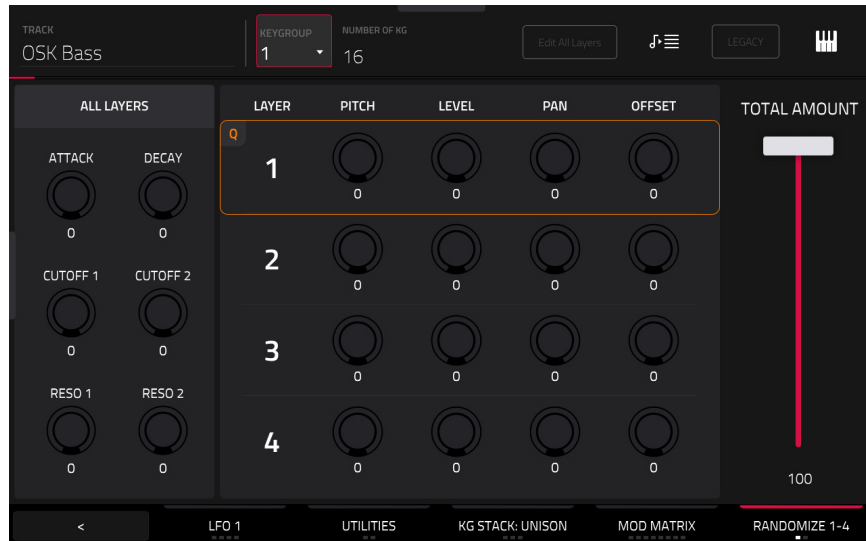 TRACK
OSK Bass
KEYGROUP
1
NUMBER OF KG
16
Edit All Layers
LEGACY
ALL LAYERS
ATTACK DECAY
0 0
CUTOFF 1 CUTOFF 2
0 0
RESO 1 RESO 2
0 0
LAYER PITCH LEVEL PAN OFFSET
Q
1
0 0 0 0
2
0 0 0 0
3
0 0 0 0
4
0 0 0 0
TOTAL AMOUNT
100
< LFO 1 UTILITIES KG STACK: UNISON MOD MATRIX RANDOMIZE 1-4